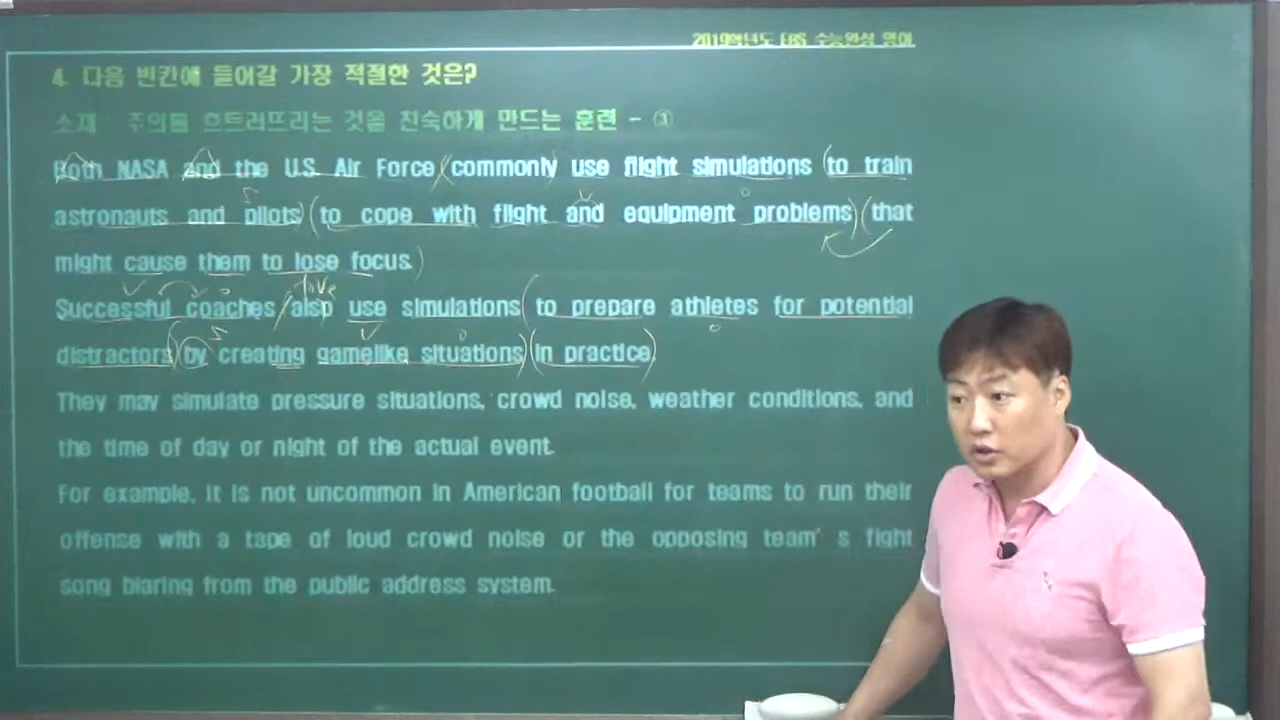 2019학년도 EBS 수능완성 영어
4. 다음 빈칸에 들어갈 가장 적절한 것은?
소재 : 주의를 흐트러뜨리는 것을 친숙하게 만드는 훈련 - ③
Both NASA and the U.S. Air Force commonly use flight simulations to train
astronauts and pilots to cope with flight and equipment problems that
might cause them to lose focus.
Successful coaches also use simulations to prepare athletes for potential
distractors by creating gamelike situations in practice.
They may simulate pressure situations, crowd noise, weather conditions, and
the time of day or night of the actual event.
For example, it is not uncommon in American football for teams to run their
offense with a tape of loud crowd noise or the opposing team's fight
song blaring from the public address system.